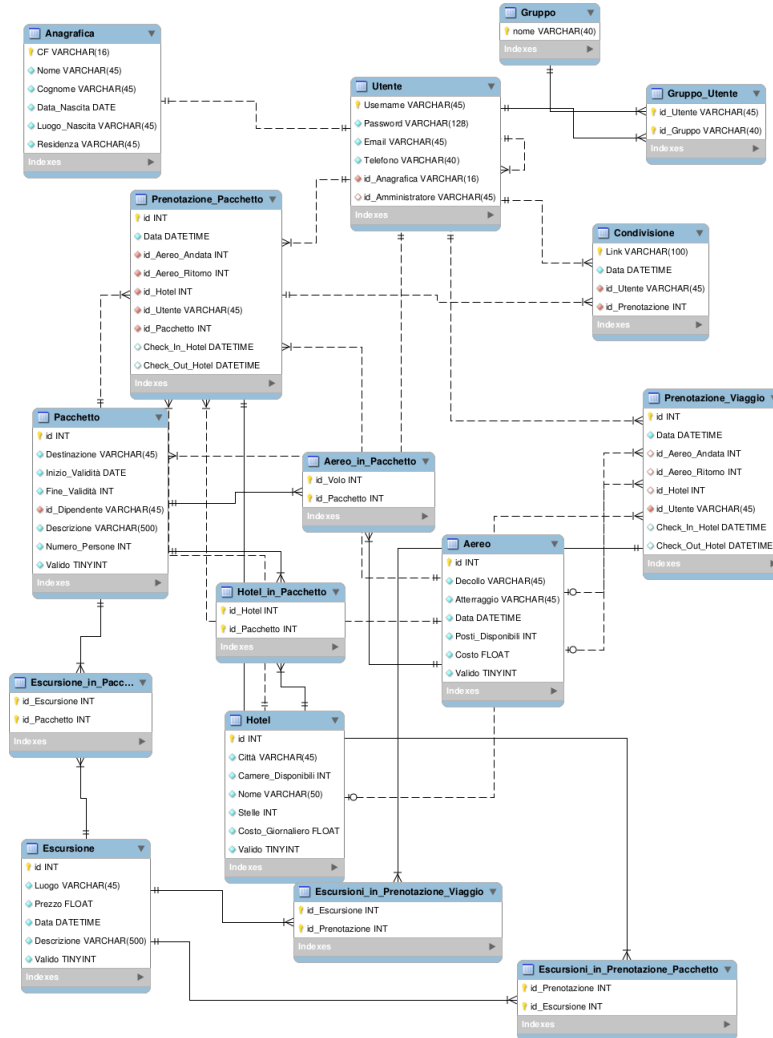 Gruppo
nome VARCHAR(40)
Indexes
Anagrafica
CF VARCHAR(16)
Nome VARCHAR(45)
Cognome VARCHAR(45)
Data_Nascita DATE
Luogo_Nascita VARCHAR(45)
Residenza VARCHAR(45)
Indexes
Utente
Username VARCHAR(45)
Password VARCHAR(128)
Email VARCHAR(45)
Telefono VARCHAR(40)
id_Anagrafica VARCHAR(16)
id_Amministratore VARCHAR(45)
Indexes
Gruppo_Utente
id_Utente VARCHAR(45)
id_Gruppo VARCHAR(40)
Indexes
Prenotazione_Pacchetto
id INT
Data DATETIME
id_Aereo_Andata INT
id_Aereo_Ritorno INT
id_Hotel INT
id_Utente VARCHAR(45)
id_Pacchetto INT
Check_In_Hotel DATETIME
Check_Out_Hotel DATETIME
Indexes
Condivisione
Link VARCHAR(100)
Data DATETIME
id_Utente VARCHAR(45)
id_Prenotazione INT
Indexes
Prenotazione_Viaggio
id INT
Data DATETIME
id_Aereo_Andata INT
id_Aereo_Ritorno INT
id_Hotel INT
id_Utente VARCHAR(45)
Check_In_Hotel DATETIME
Check_Out_Hotel DATETIME
Indexes
Pacchetto
id INT
Destinazione VARCHAR(45)
Inizio_Validità DATE
Fine_Validità INT
id_Dipendente VARCHAR(45)
Descrizione VARCHAR(500)
Numero_Persone INT
Valido TINYINT
Indexes
Aereo_in_Pacchetto
id_Volo INT
id_Pacchetto INT
Indexes
Aereo
id INT
Decollo VARCHAR(45)
Atterraggio VARCHAR(45)
Data DATETIME
Posti_Disponibili INT
Costo FLOAT
Valido TINYINT
Indexes
Hotel_in_Pacchetto
id_Hotel INT
id_Pacchetto INT
Indexes
Escursione_in_Pacc...
id_Escursione INT
id_Pacchetto INT
Indexes
Hotel
id INT
Città VARCHAR(45)
Camere_Disponibili INT
Nome VARCHAR(50)
Stelle INT
Costo_Giornaliero FLOAT
Valido TINYINT
Indexes
Escursione
id INT
Luogo VARCHAR(45)
Prezzo FLOAT
Data DATETIME
Descrizione VARCHAR(500)
Valido TINYINT
Indexes
Escursioni_in_Prenotazione_Viaggio
id_Escursione INT
id_Prenotazione INT
Indexes
Escursioni_in_Prenotazione_Pacchetto
id_Prenotazione INT
id_Escursione INT
Indexes